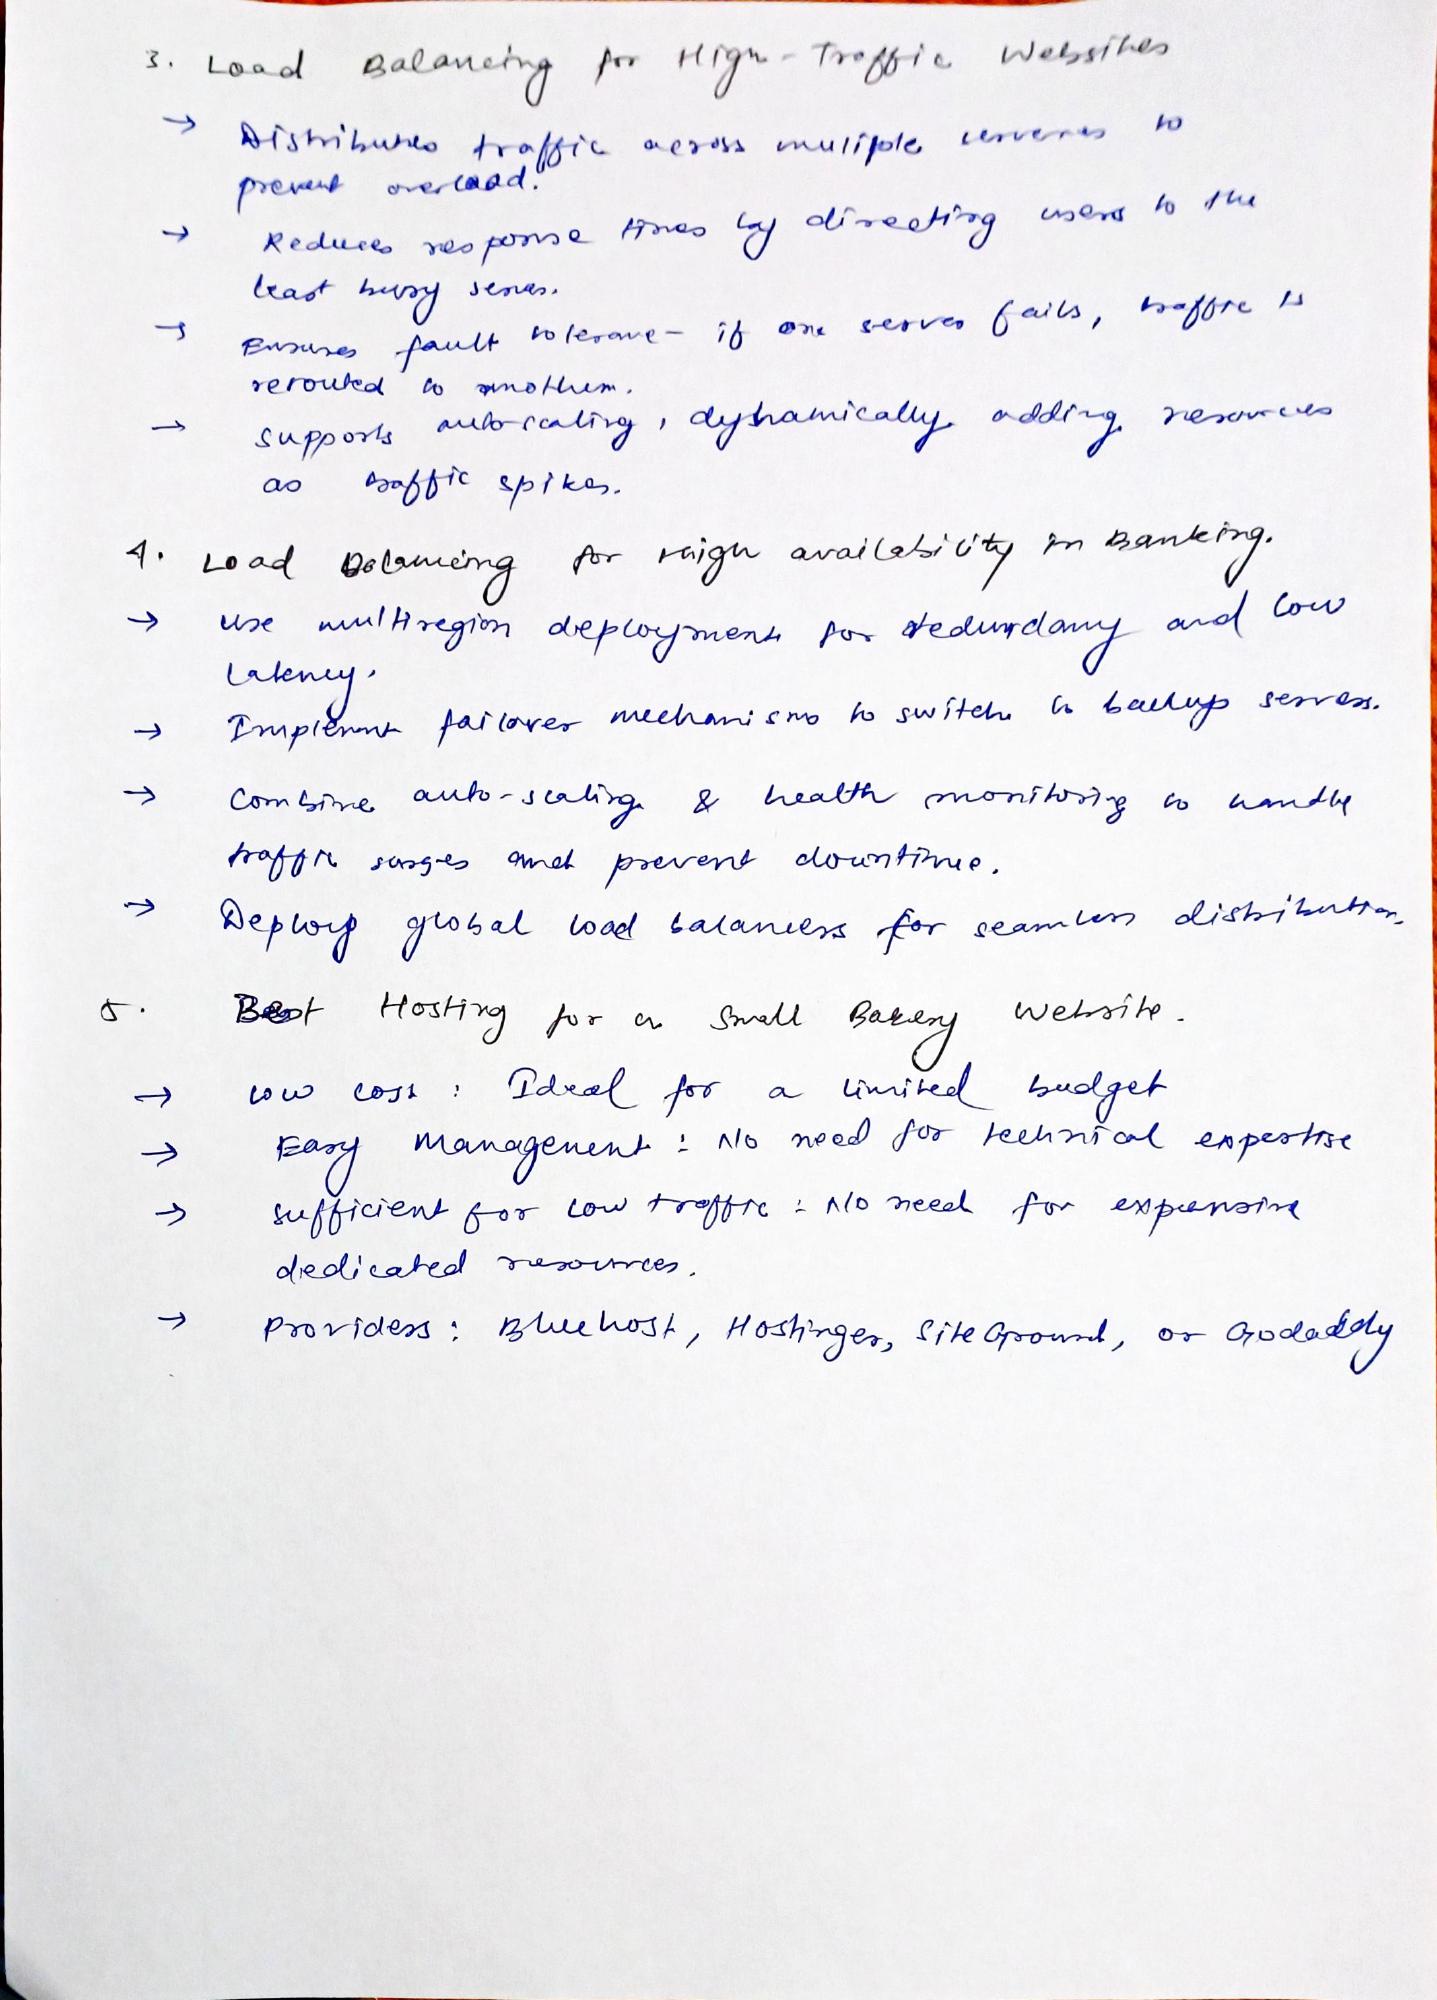 3. Load Balancing for High-Traffic Websites
→ Distributes traffic across multiple servers to
prevent overload.
→ Reduces response times by directing users to the
least busy server.
→ Ensures fault tolerance - if one server fails, traffic is
rerouted to another.
→ supports auto-scaling, dynamically adding resources
as traffic spikes.
4. Load Balancing for High availability in Banking.
→ use multiregion deployments for redundancy and low
latency.
→ Implement failover mechanisms to switch to backup servers.
→ Combine auto-scaling & health monitoring to handle
traffic surges and prevent downtime.
→ Deploy global load balancers for seamless distribution.
5. Best Hosting for a Small Bakery Website.
→ low cost : Ideal for a limited budget
→ Easy Management : No need for technical expertise
→ sufficient for low traffic : No need for expensive
dedicated resources.
→ Providers : Bluehost, Hostinger, SiteGround, or Godaddy